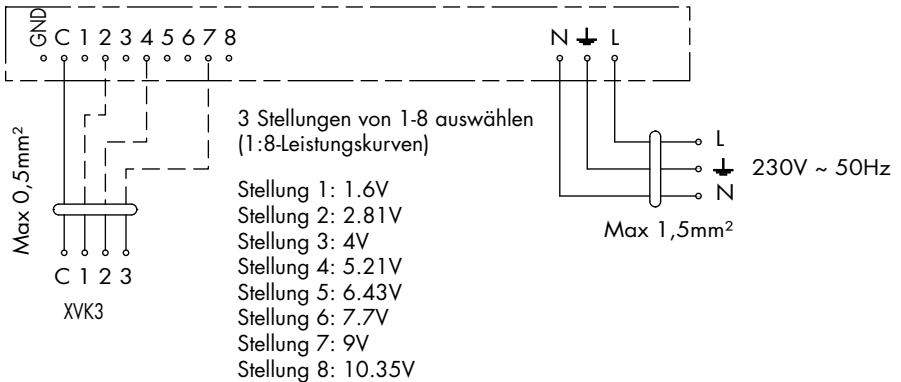 GND C 1 2 3 4 5 6 7 8
N L
3 Stellungen von 1-8 auswählen
(1:8-Leistungskurven)
Stellung 1: 1.6V
Stellung 2: 2.81V
Stellung 3: 4V
Stellung 4: 5.21V
Stellung 5: 6.43V
Stellung 6: 7.7V
Stellung 7: 9V
Stellung 8: 10.35V
Max 0,5mm²
C 1 2 3
XVK3
L
230V ~ 50Hz
N
Max 1,5mm²